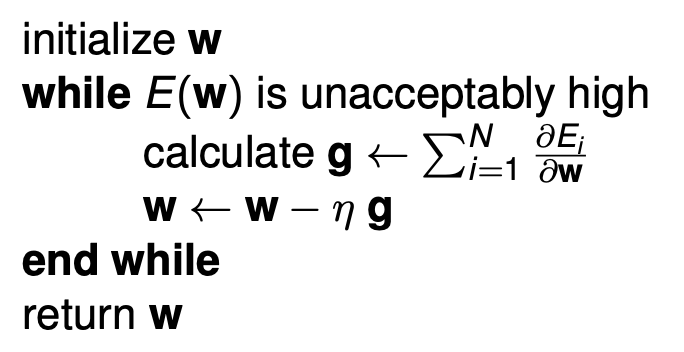 initialize w
while E(w) is unacceptably high
calculate g ← ∑_{i=1}^{N} ∂E_i/∂w
w ← w − η g
end while
return w